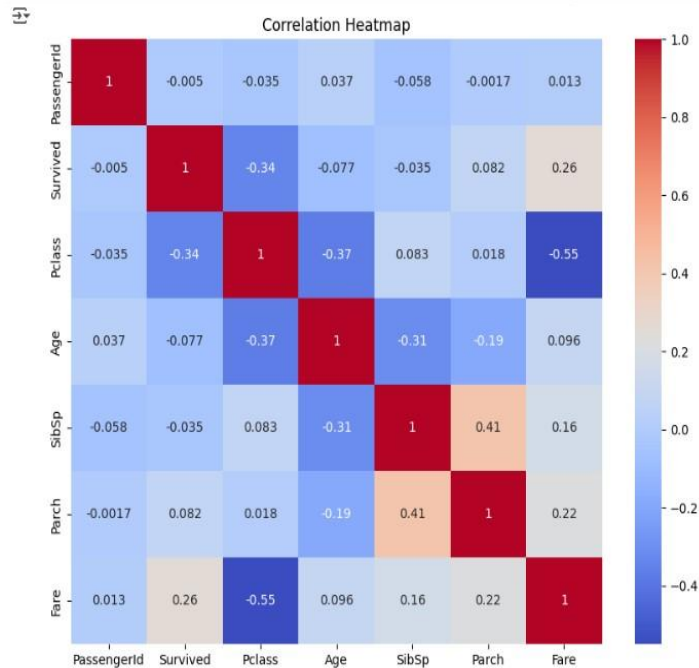 Correlation Heatmap
PassengerId 1 -0.005 -0.035 0.037 -0.058 -0.0017 0.013
Survived -0.005 1 -0.34 -0.077 -0.035 0.082 0.26
Pclass -0.035 -0.34 1 -0.37 0.083 0.018 -0.55
Age 0.037 -0.077 -0.37 1 -0.31 -0.19 0.096
SibSp -0.058 -0.035 0.083 -0.31 1 0.41 0.16
Parch -0.0017 0.082 0.018 -0.19 0.41 1 0.22
Fare 0.013 0.26 -0.55 0.096 0.16 0.22 1
PassengerId Survived Pclass Age SibSp Parch Fare
1.0
0.8
0.6
0.4
0.2
0.0
−0.2
−0.4